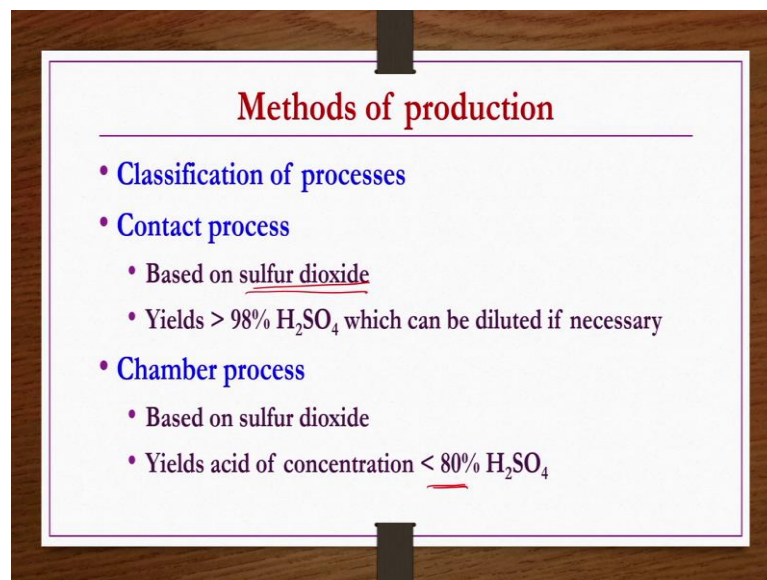 Methods of production
• Classification of processes
• Contact process
• Based on sulfur dioxide
• Yields > 98% H₂SO₄ which can be diluted if necessary
• Chamber process
• Based on sulfur dioxide
• Yields acid of concentration < 80% H₂SO₄